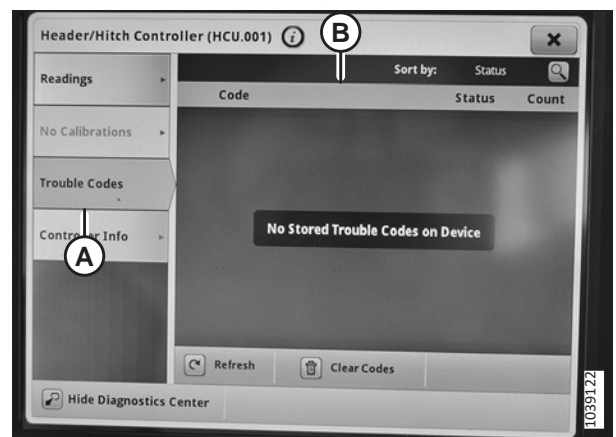 Header/Hitch Controller (HCU.001) i
B
Readings
Sort by: Status
Code Status Count
No Calibrations
Trouble Codes
No Stored Trouble Codes on Device
Controller Info
A
Refresh Clear Codes
Hide Diagnostics Center
1039122